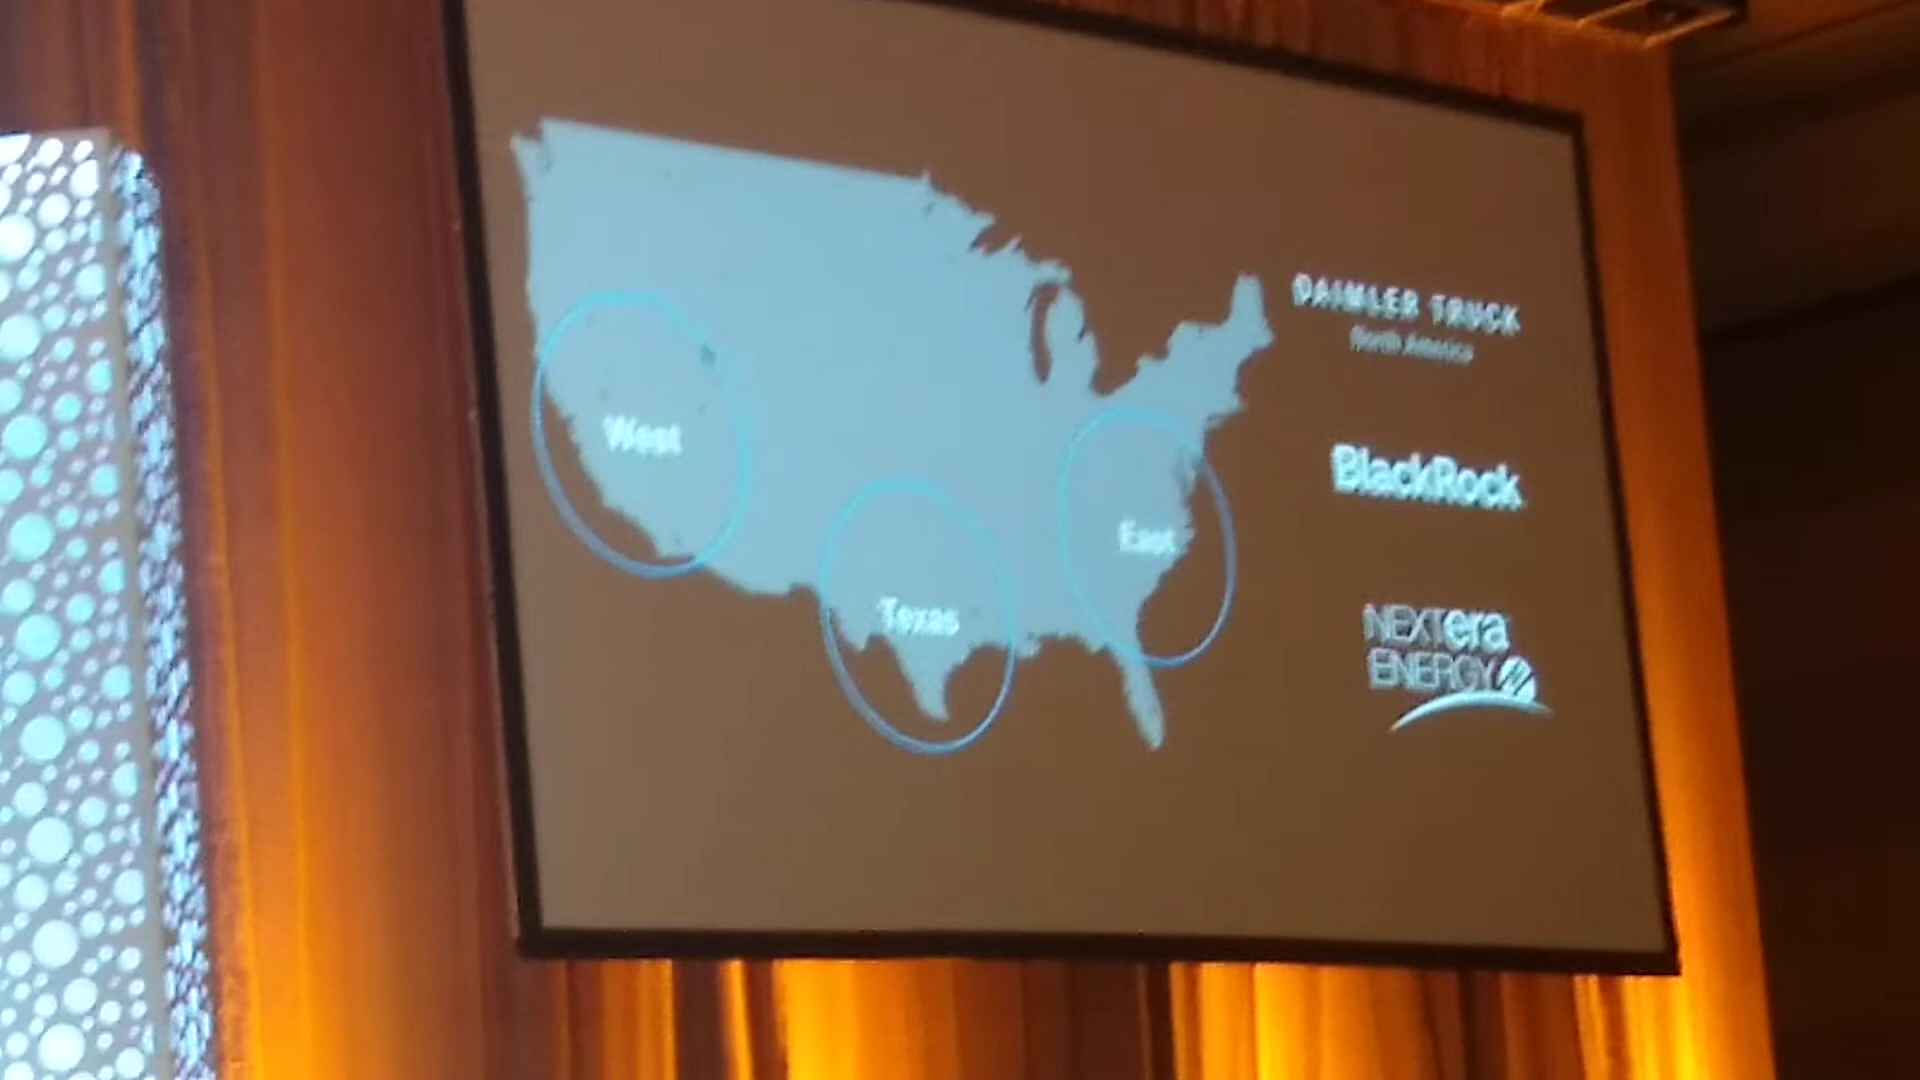 West
Texas
East
DAIMLER TRUCK
North America
BlackRock
NEXTera
ENERGY